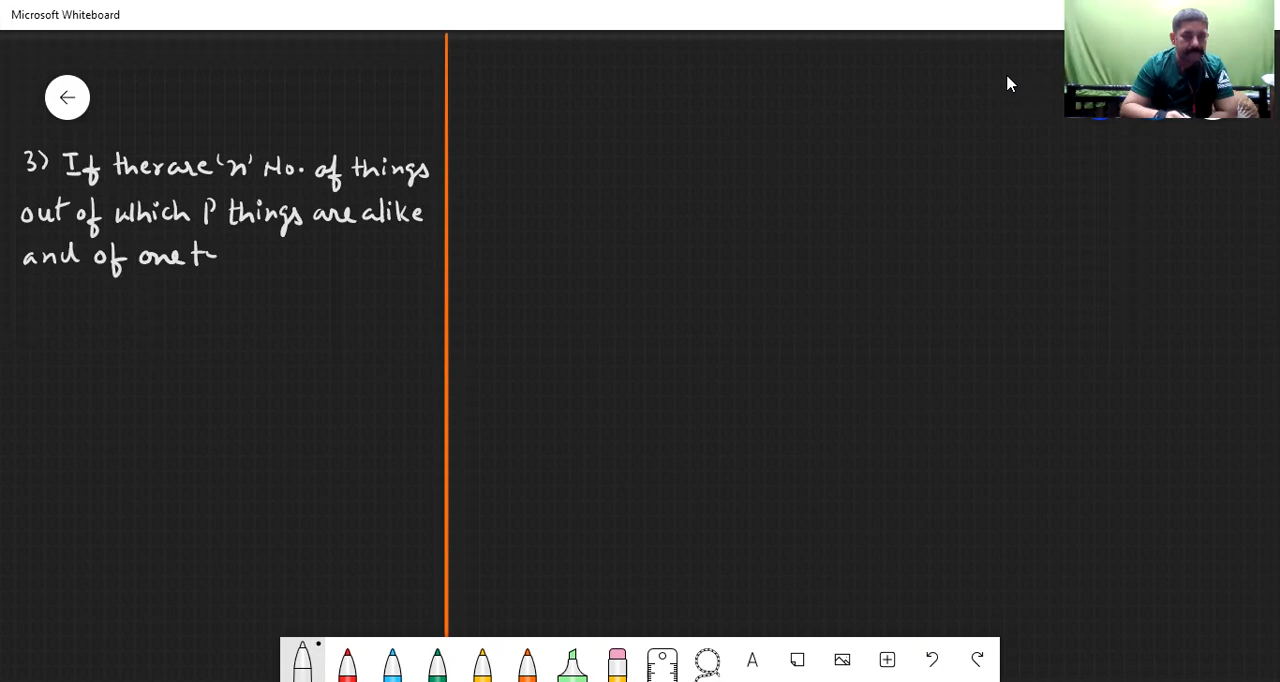 Microsoft Whiteboard
3) If there are 'n' No. of things
out of which P things are alike
and of one t
A